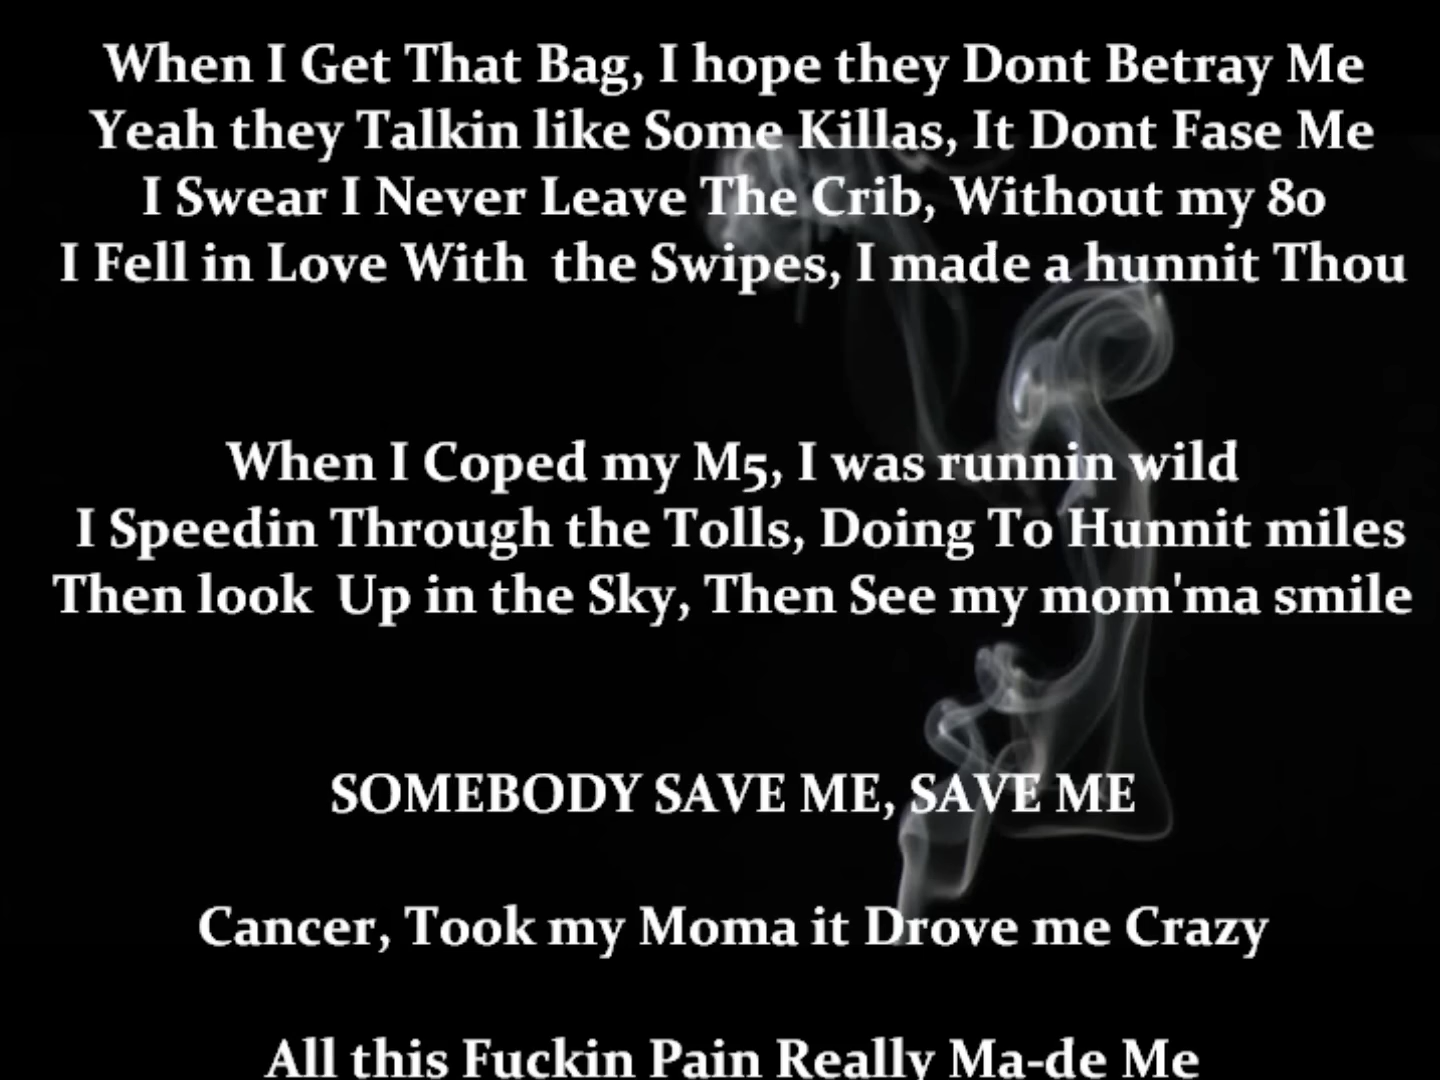 When I Get That Bag, I hope they Dont Betray Me
Yeah they Talkin like Some Killas, It Dont Fase Me
I Swear I Never Leave The Crib, Without my 80
I Fell in Love With the Swipes, I made a hunnit Thou
When I Coped my M5, I was runnin wild
I Speedin Through the Tolls, Doing To Hunnit miles
Then look Up in the Sky, Then See my mom'ma smile
SOMEBODY SAVE ME, SAVE ME
Cancer, Took my Moma it Drove me Crazy
All this Fuckin Pain Really Ma-de Me